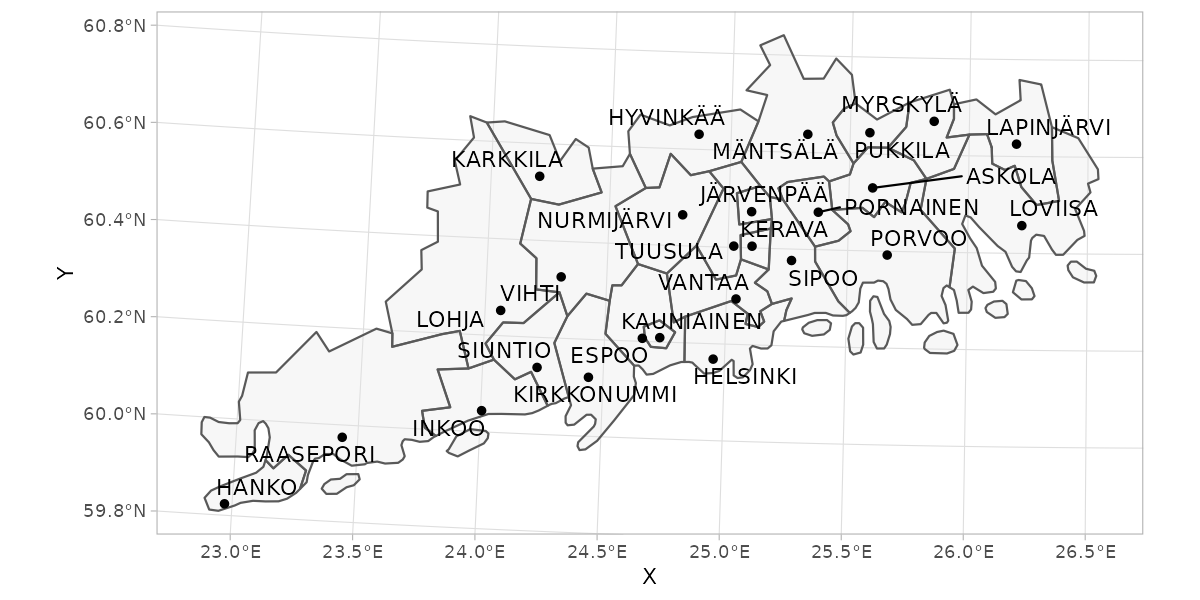 60.8°N
60.6°N
60.4°N
60.2°N
60.0°N
59.8°N
Y
MYRSKYLÄ
HYVINKÄÄ
LAPINJÄRVI
MÄNTSÄLÄ
PUKKILA
KARKKILA
ASKOLA
JÄRVENPÄÄ
PORNAINEN
LOVIISA
NURMIJÄRVI
KERAVA
PORVOO
TUUSULA
SIPOO
VANTAA
VIHTI
LOHJA
KAUNIAINEN
SIUNTIO
ESPOO
HELSINKI
KIRKKONUMMI
INKOO
RAASEPORI
HANKO
23.0°E
23.5°E
24.0°E
24.5°E
25.0°E
25.5°E
26.0°E
26.5°E
X